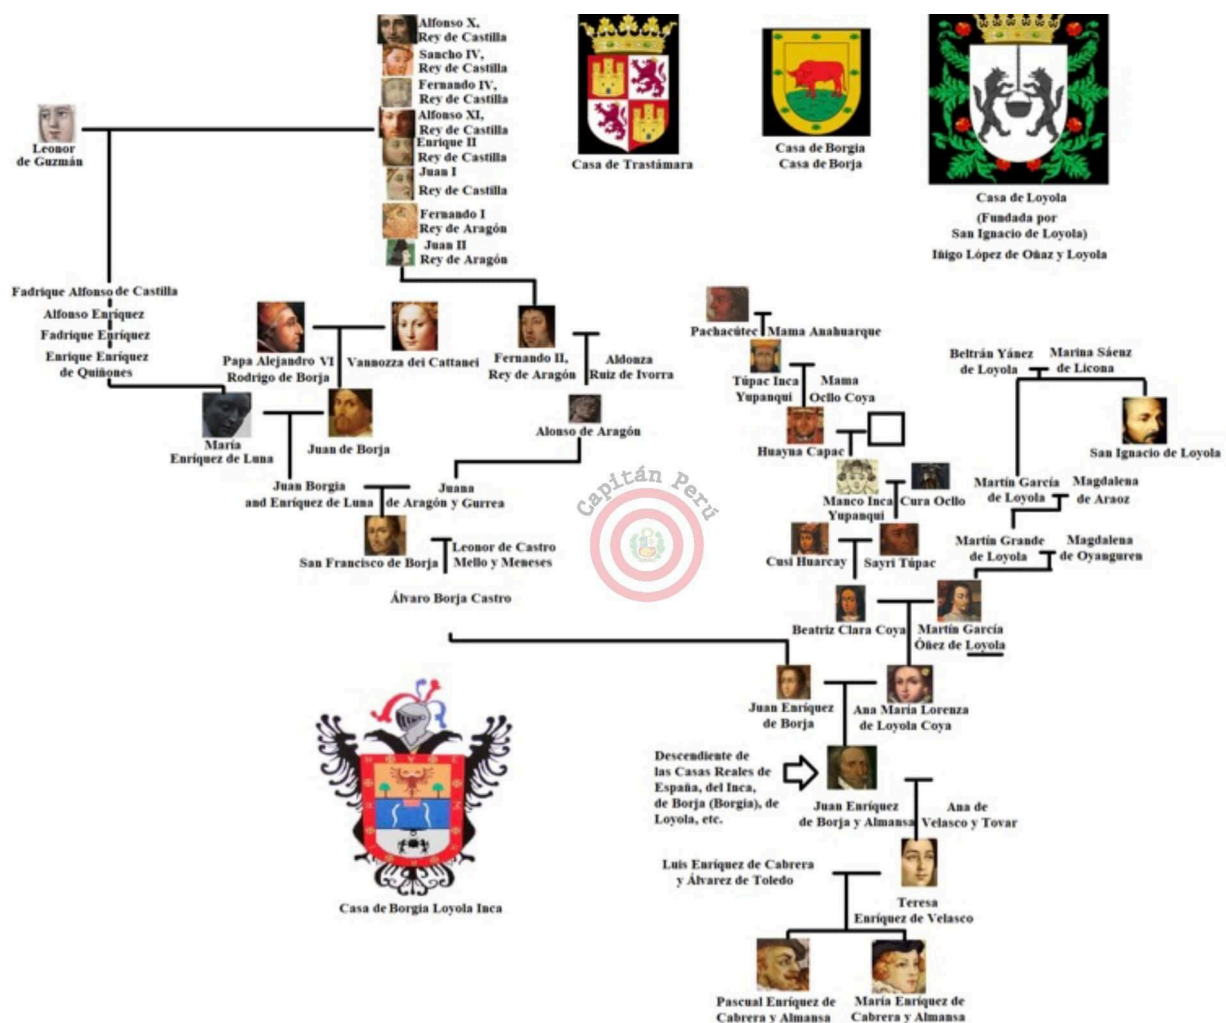 Alfonso X,
Rey de Castilla
Sancho IV,
Rey de Castilla
Fernando IV,
Rey de Castilla
Alfonso XI,
Rey de Castilla
Enrique II
Rey de Castilla
Juan I
Rey de Castilla
Fernando I
Rey de Aragón
Juan II
Rey de Aragón
Leonor
de Guzmán
Casa de Trastámara
Casa de Borgia
Casa de Borja
Casa de Loyola
(Fundada por
San Ignacio de Loyola)
Iñigo López de Oñaz y Loyola
Fadrique Alfonso de Castilla
Alfonso Enríquez
Fadrique Enríquez
Enrique Enríquez
de Quiñones
Papa Alejandro VI
Rodrigo de Borja
Vannozza dei Cattanei
Fernando II,
Rey de Aragón
Aldonza
Ruiz de Ivorra
Pachacútec
Mama Anahuarque
Túpac Inca
Yupanqui
Mama
Ocllo Coya
Beltrán Yánez
de Loyola
Marina Sáenz
de Licona
María
Enríquez de Luna
Juan de Borja
Alonso de Aragón
Huayna Capac
San Ignacio de Loyola
Juan Borgia
and Enríquez de Luna
Juana
de Aragón y Gurrea
Capitán Perú
Manco Inca
Yupanqui
Cura Ocllo
Martín García
de Loyola
Magdalena
de Araoz
San Francisco de Borja
Leonor de Castro
Mello y Meneses
Cusi Huarcay
Sayri Túpac
Martín Grande
de Loyola
Magdalena
de Oyanguren
Álvaro Borja Castro
Beatriz Clara Coya
Martín García
Óñez de Loyola
Juan Enríquez
de Borja
Ana María Lorenza
de Loyola Coya
Descendiente de
las Casas Reales de
España, del Inca,
de Borja (Borgia), de
Loyola, etc.
Juan Enríquez
de Borja y Almansa
Ana de
Velasco y Tovar
Luis Enríquez de Cabrera
y Álvarez de Toledo
Teresa
Enríquez de Velasco
Casa de Borgia Loyola Inca
Pascual Enríquez de
Cabrera y Almansa
María Enríquez de
Cabrera y Almansa